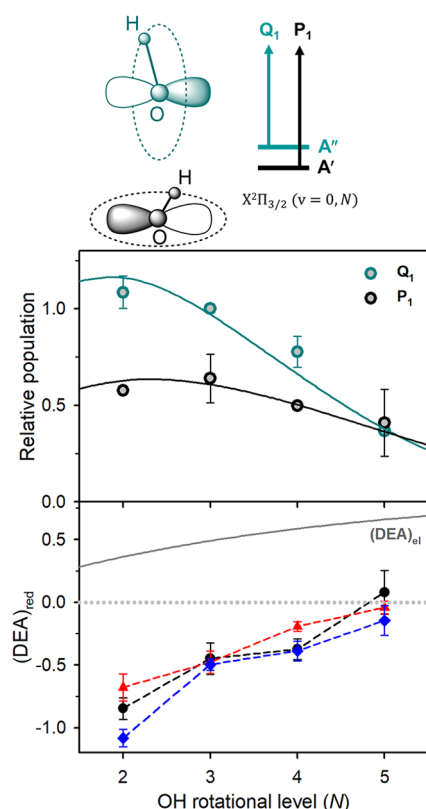 H
O
Q₁ P₁
A″
A′
H
O
X²Π₃/₂ (v = 0, N)
Q₁
P₁
1.0
0.5
0.0
Relative population
(DEA)ₑₗ
0.5
0.0
-0.5
-1.0
(DEA)red
2 3 4 5
OH rotational level (N)